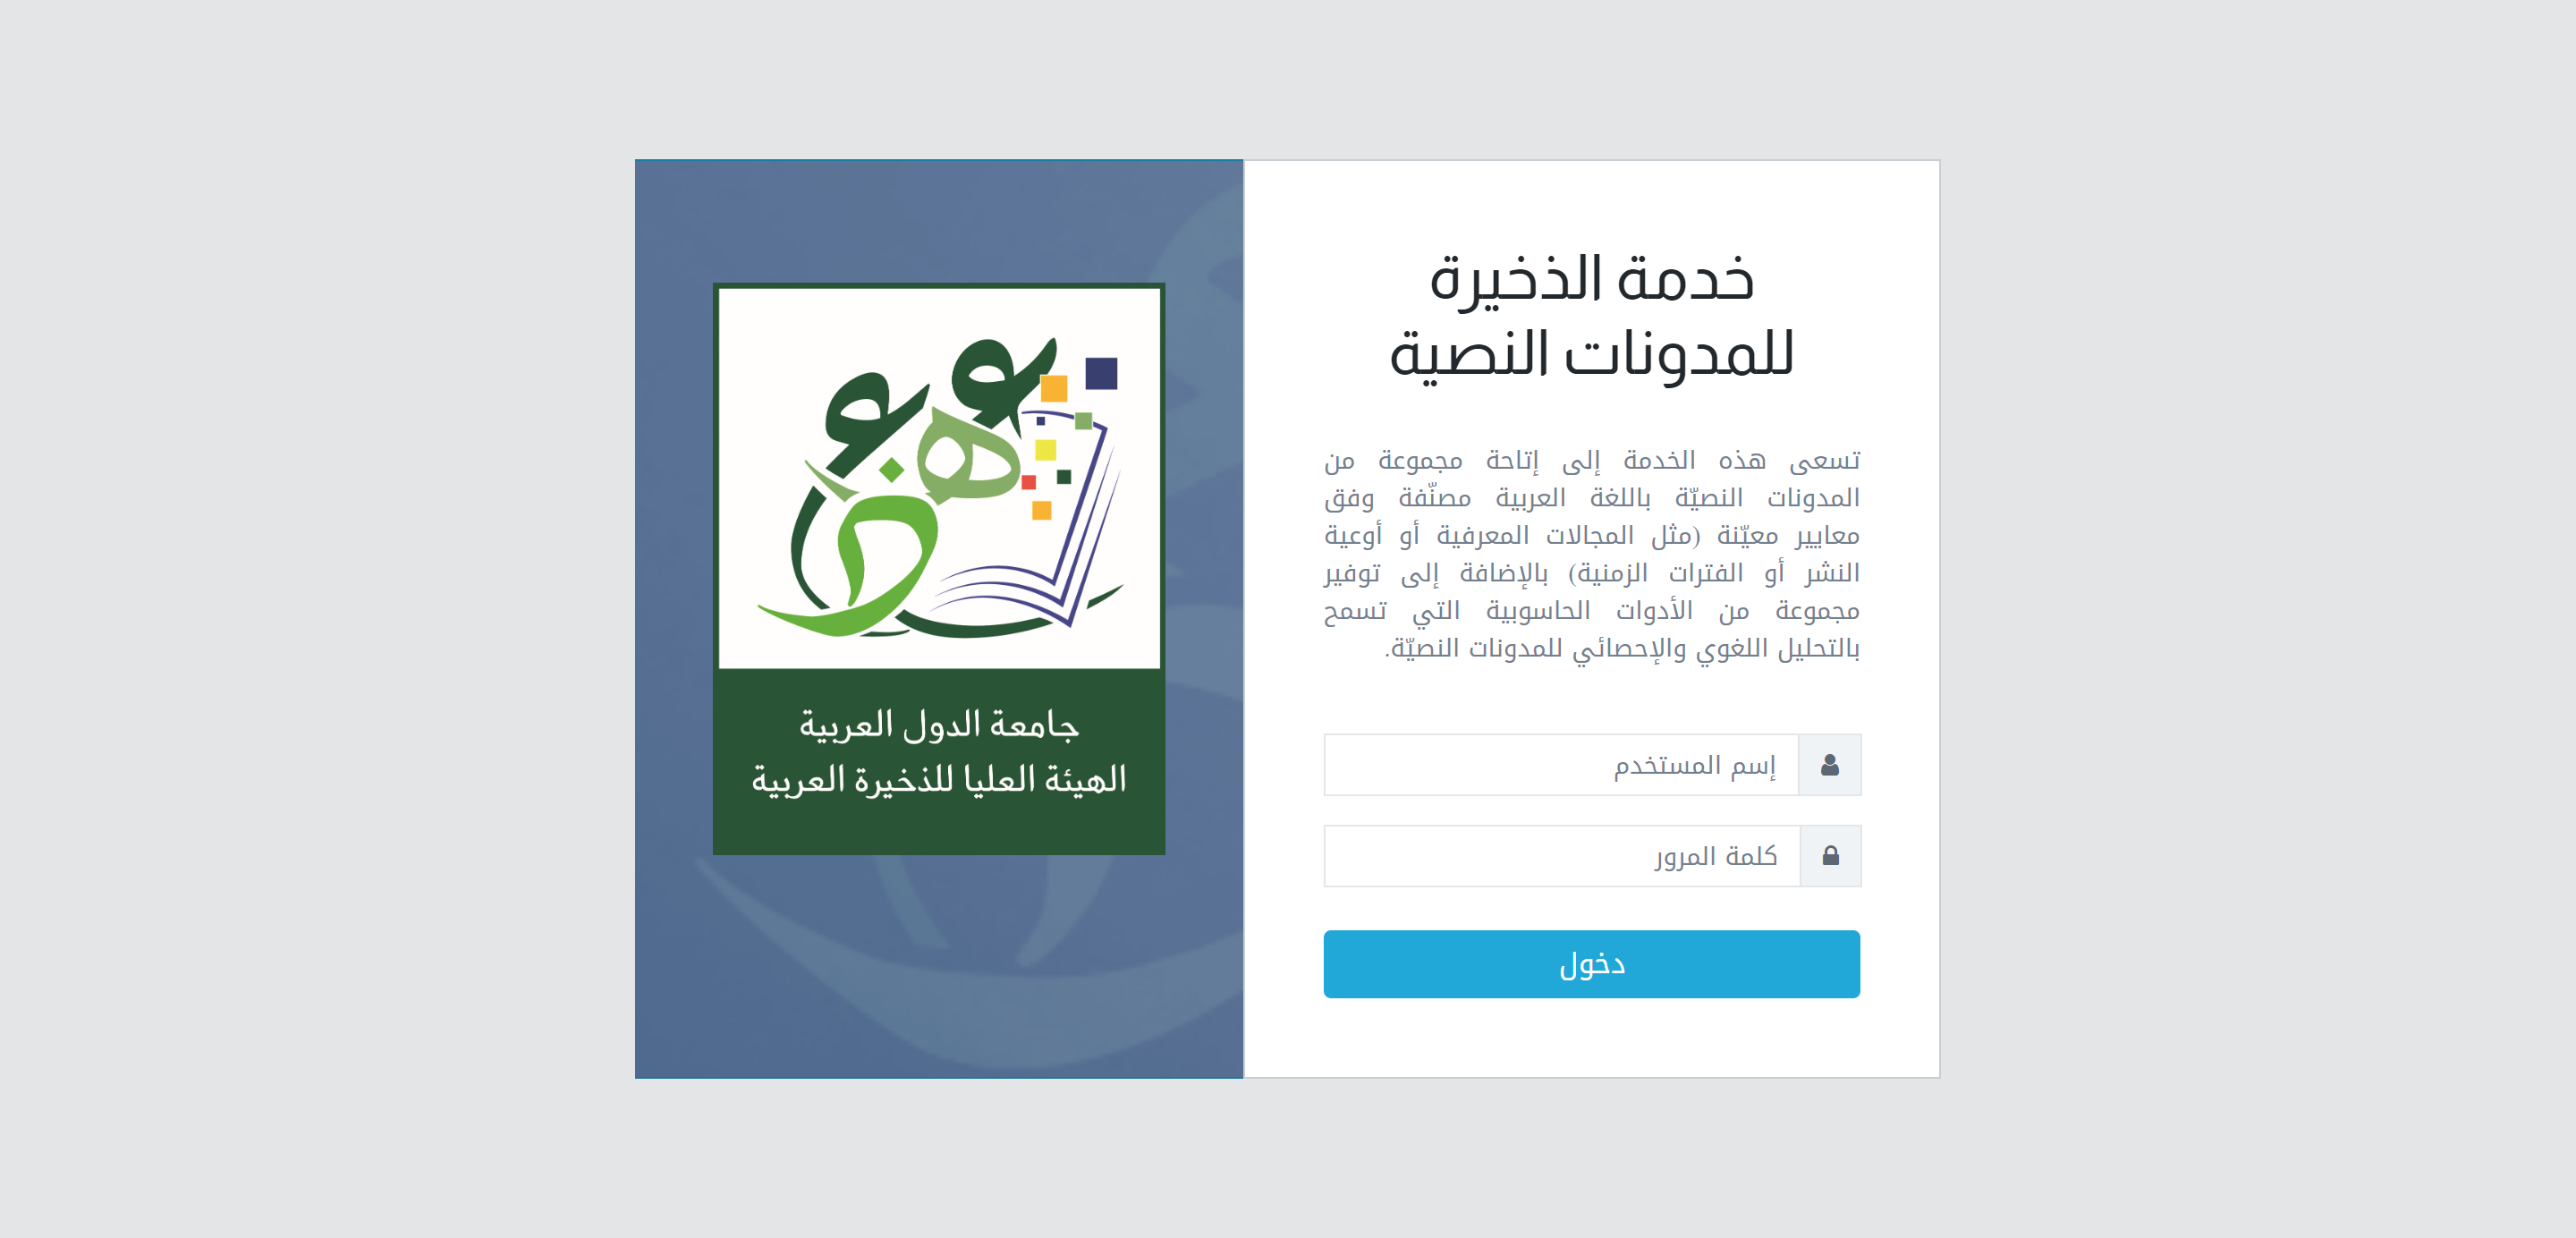 خدمة الذخيرة
للمدونات النصية
تسعى هذه الخدمة إلى إتاحة مجموعة من
المدونات النصيّة باللغة العربية مصنّفة وفق
معايير معيّنة (مثل المجالات المعرفية أو أوعية
النشر أو الفترات الزمنية) بالإضافة إلى توفير
مجموعة من الأدوات الحاسوبية التي تسمح
بالتحليل اللغوي والإحصائي للمدونات النصيّة.
إسم المستخدم
كلمة المرور
دخول
جامعة الدول العربية
الهيئة العليا للذخيرة العربية